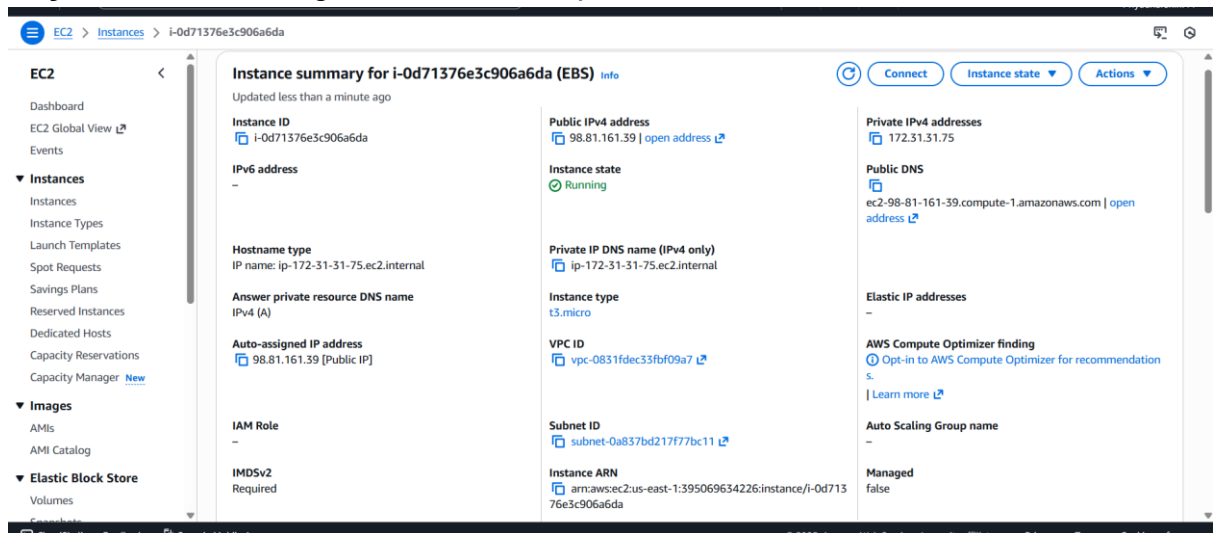 EC2 > Instances > i-0d71376e3c906a6da
EC2
Dashboard
EC2 Global View
Events
Instances
Instances
Instance Types
Launch Templates
Spot Requests
Savings Plans
Reserved Instances
Dedicated Hosts
Capacity Reservations
Capacity Manager New
Images
AMIs
AMI Catalog
Elastic Block Store
Volumes
Instance summary for i-0d71376e3c906a6da (EBS) Info
Connect
Instance state
Actions
Updated less than a minute ago
Instance ID
i-0d71376e3c906a6da
Public IPv4 address
98.81.161.39 | open address
Private IPv4 addresses
172.31.31.75
IPv6 address
–
Instance state
Running
Public DNS
ec2-98-81-161-39.compute-1.amazonaws.com | open
address
Hostname type
IP name: ip-172-31-31-75.ec2.internal
Private IP DNS name (IPv4 only)
ip-172-31-31-75.ec2.internal
Answer private resource DNS name
IPv4 (A)
Instance type
t3.micro
Elastic IP addresses
–
Auto-assigned IP address
98.81.161.39 [Public IP]
VPC ID
vpc-0831fdec33fbf09a7
AWS Compute Optimizer finding
Opt-in to AWS Compute Optimizer for recommendation
s.
| Learn more
IAM Role
–
Subnet ID
subnet-0a837bd217f77bc11
Auto Scaling Group name
–
IMDSv2
Required
Instance ARN
arn:aws:ec2:us-east-1:395069634226:instance/i-0d713
76e3c906a6da
Managed
false